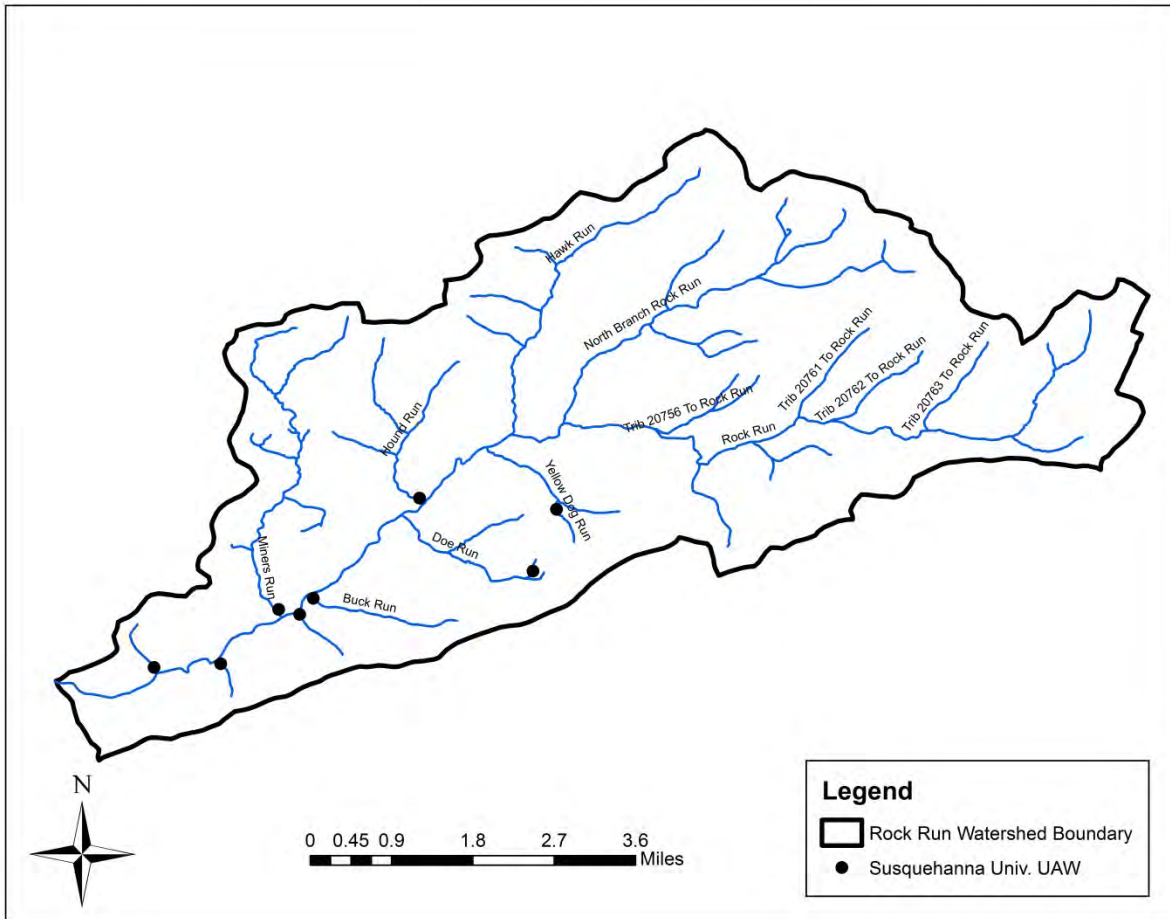 Hawk Run
North Branch Rock Run
Trib 20761 To Rock Run
Trib 20762 To Rock Run
Trib 20763 To Rock Run
Trib 20756 To Rock Run
Rock Run
Hound Run
Yellow Dog Run
Doe Run
Miners Run
Buck Run
N
0 0.45 0.9 1.8 2.7 3.6
Miles
Legend
Rock Run Watershed Boundary
Susquehanna Univ. UAW